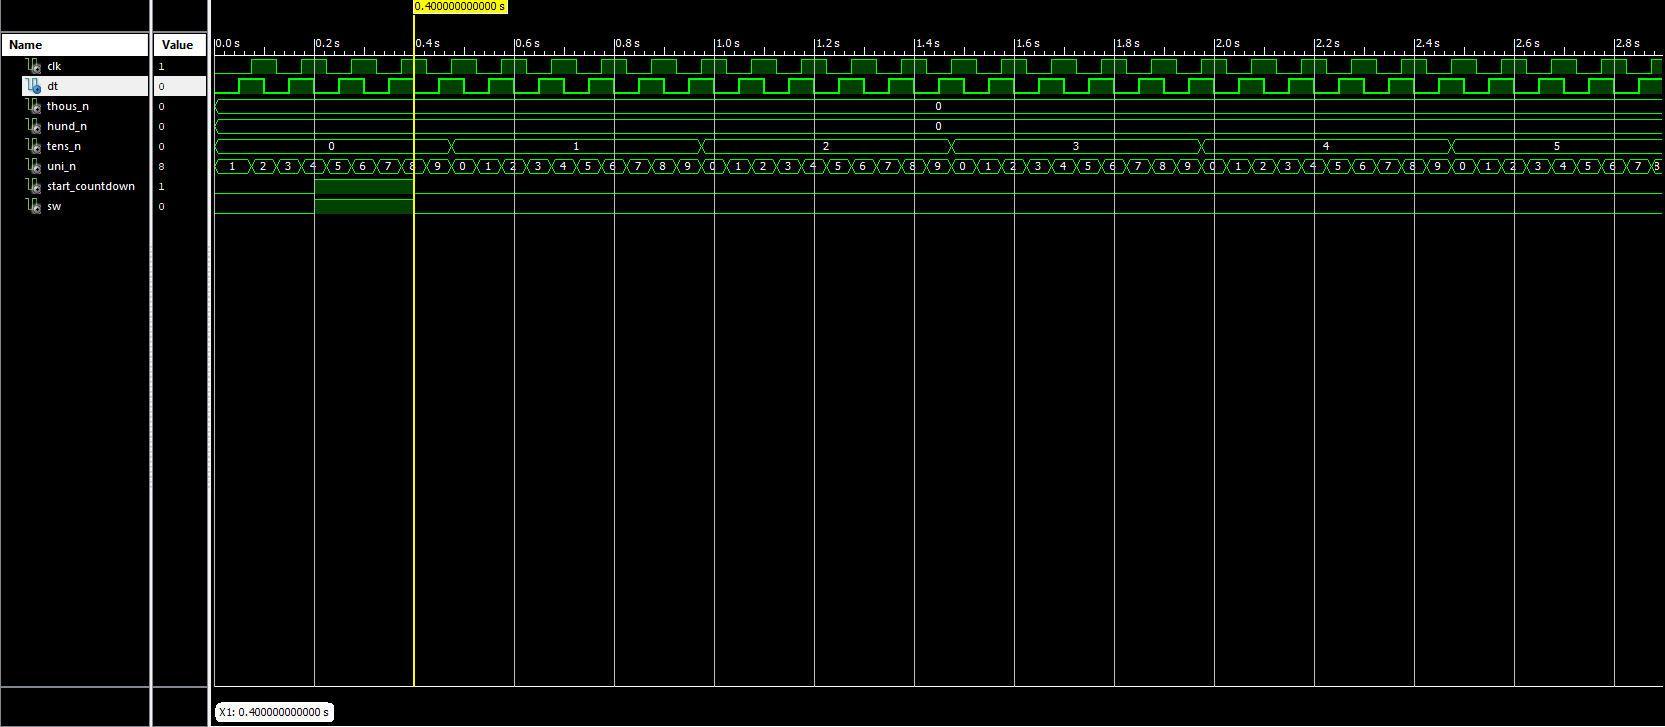 0.400000000000 s
Name Value 0.0 s 0.2 s 0.4 s 0.6 s 0.8 s 1.0 s 1.2 s 1.4 s 1.6 s 1.8 s 2.0 s 2.2 s 2.4 s 2.6 s 2.8 s
clk 1
dt 0
thous_n 0 0
hund_n 0 0
tens_n 0 0 1 2 3 4 5
uni_n 8 1 2 3 4 5 6 7 8 9 0 1 2 3 4 5 6 7 8 9 0 1 2 3 4 5 6 7 8 9 0 1 2 3 4 5 6 7 8 9 0 1 2 3 4 5 6 7 8 9 0 1 2 3 4 5 6 7 8
start_countdown 1
sw 0
X1: 0.400000000000 s